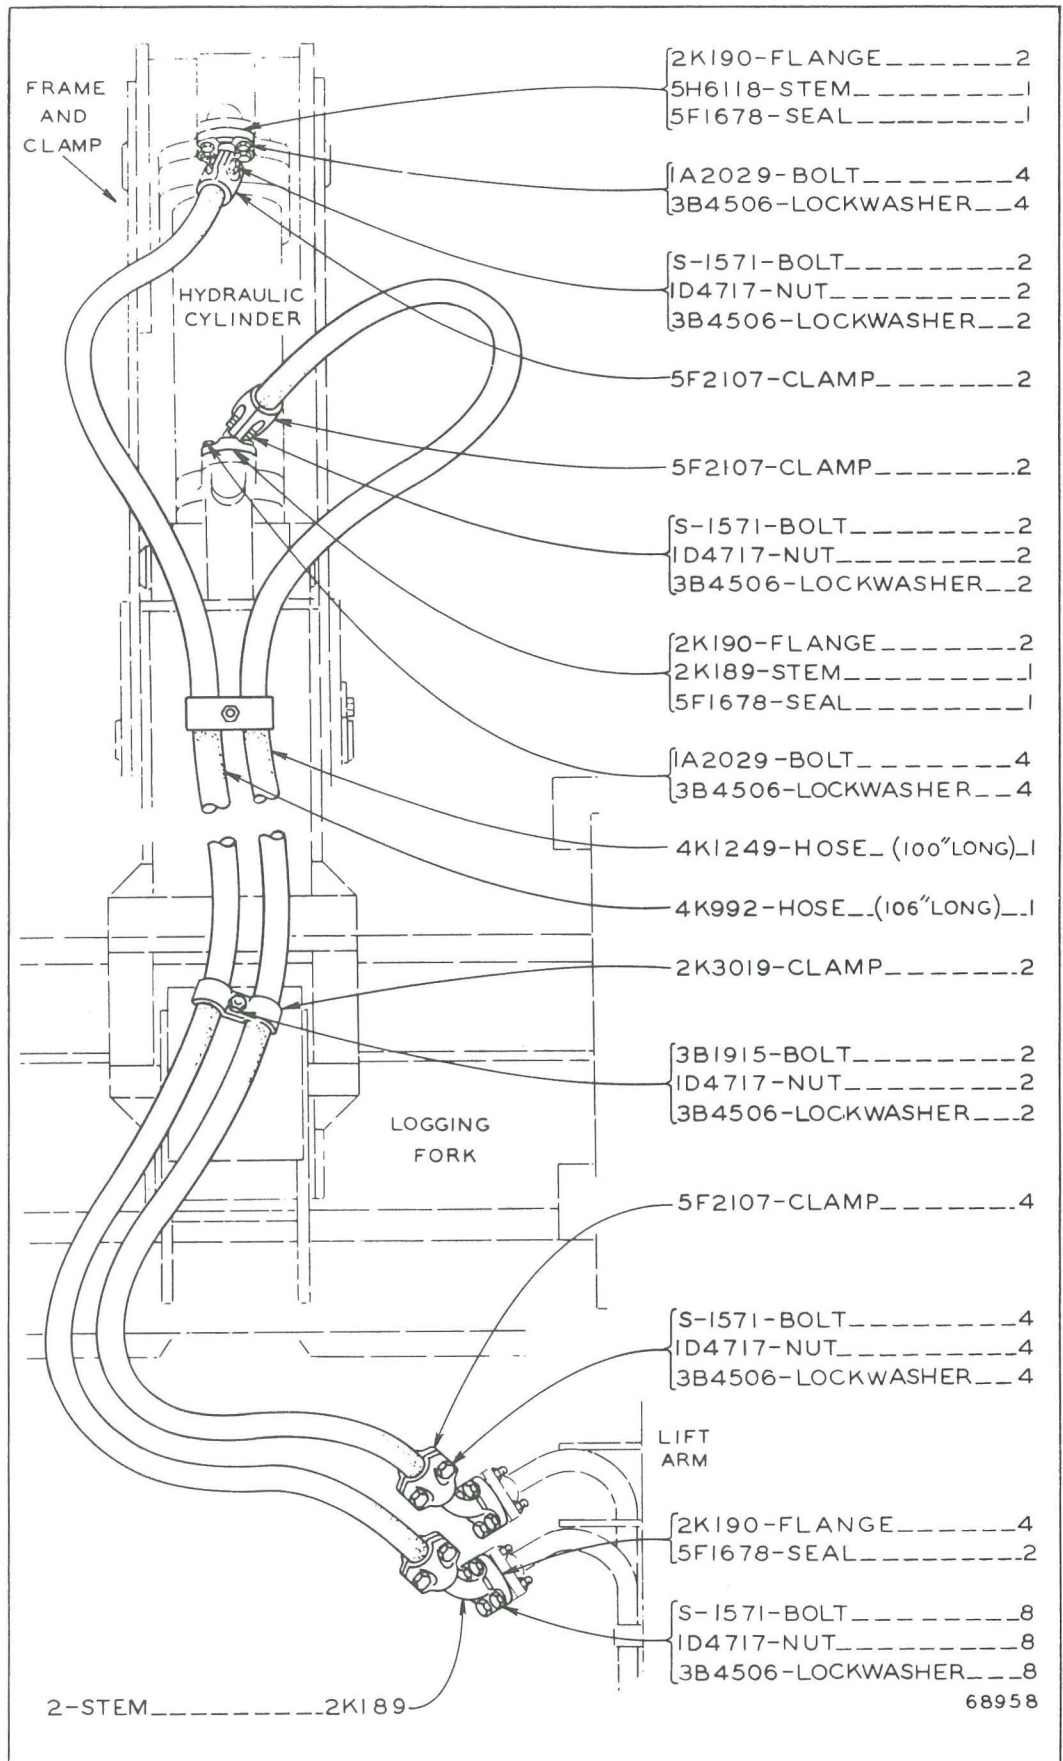 FRAME
AND
CLAMP
2K190-FLANGE______2
5H6118-STEM________1
5F1678-SEAL________1
1A2029-BOLT_______4
3B4506-LOCKWASHER__4
S-1571-BOLT________2
1D4717-NUT_________2
3B4506-LOCKWASHER__2
HYDRAULIC
CYLINDER
5F2107-CLAMP_______2
5F2107-CLAMP_______2
S-1571-BOLT________2
1D4717-NUT_________2
3B4506-LOCKWASHER__2
2K190-FLANGE_______2
2K189-STEM_________1
5F1678-SEAL________1
1A2029-BOLT_______4
3B4506-LOCKWASHER__4
4K1249-HOSE_(100"LONG)_1
4K992-HOSE__(106"LONG)__1
2K3019-CLAMP_______2
3B1915-BOLT________2
1D4717-NUT_________2
3B4506-LOCKWASHER___2
LOGGING
FORK
5F2107-CLAMP_______4
S-1571-BOLT________4
1D4717-NUT_________4
3B4506-LOCKWASHER__4
LIFT
ARM
2K190-FLANGE______4
5F1678-SEAL_________2
S-1571-BOLT_________8
1D4717-NUT__________8
3B4506-LOCKWASHER___8
2-STEM__________2K189
68958